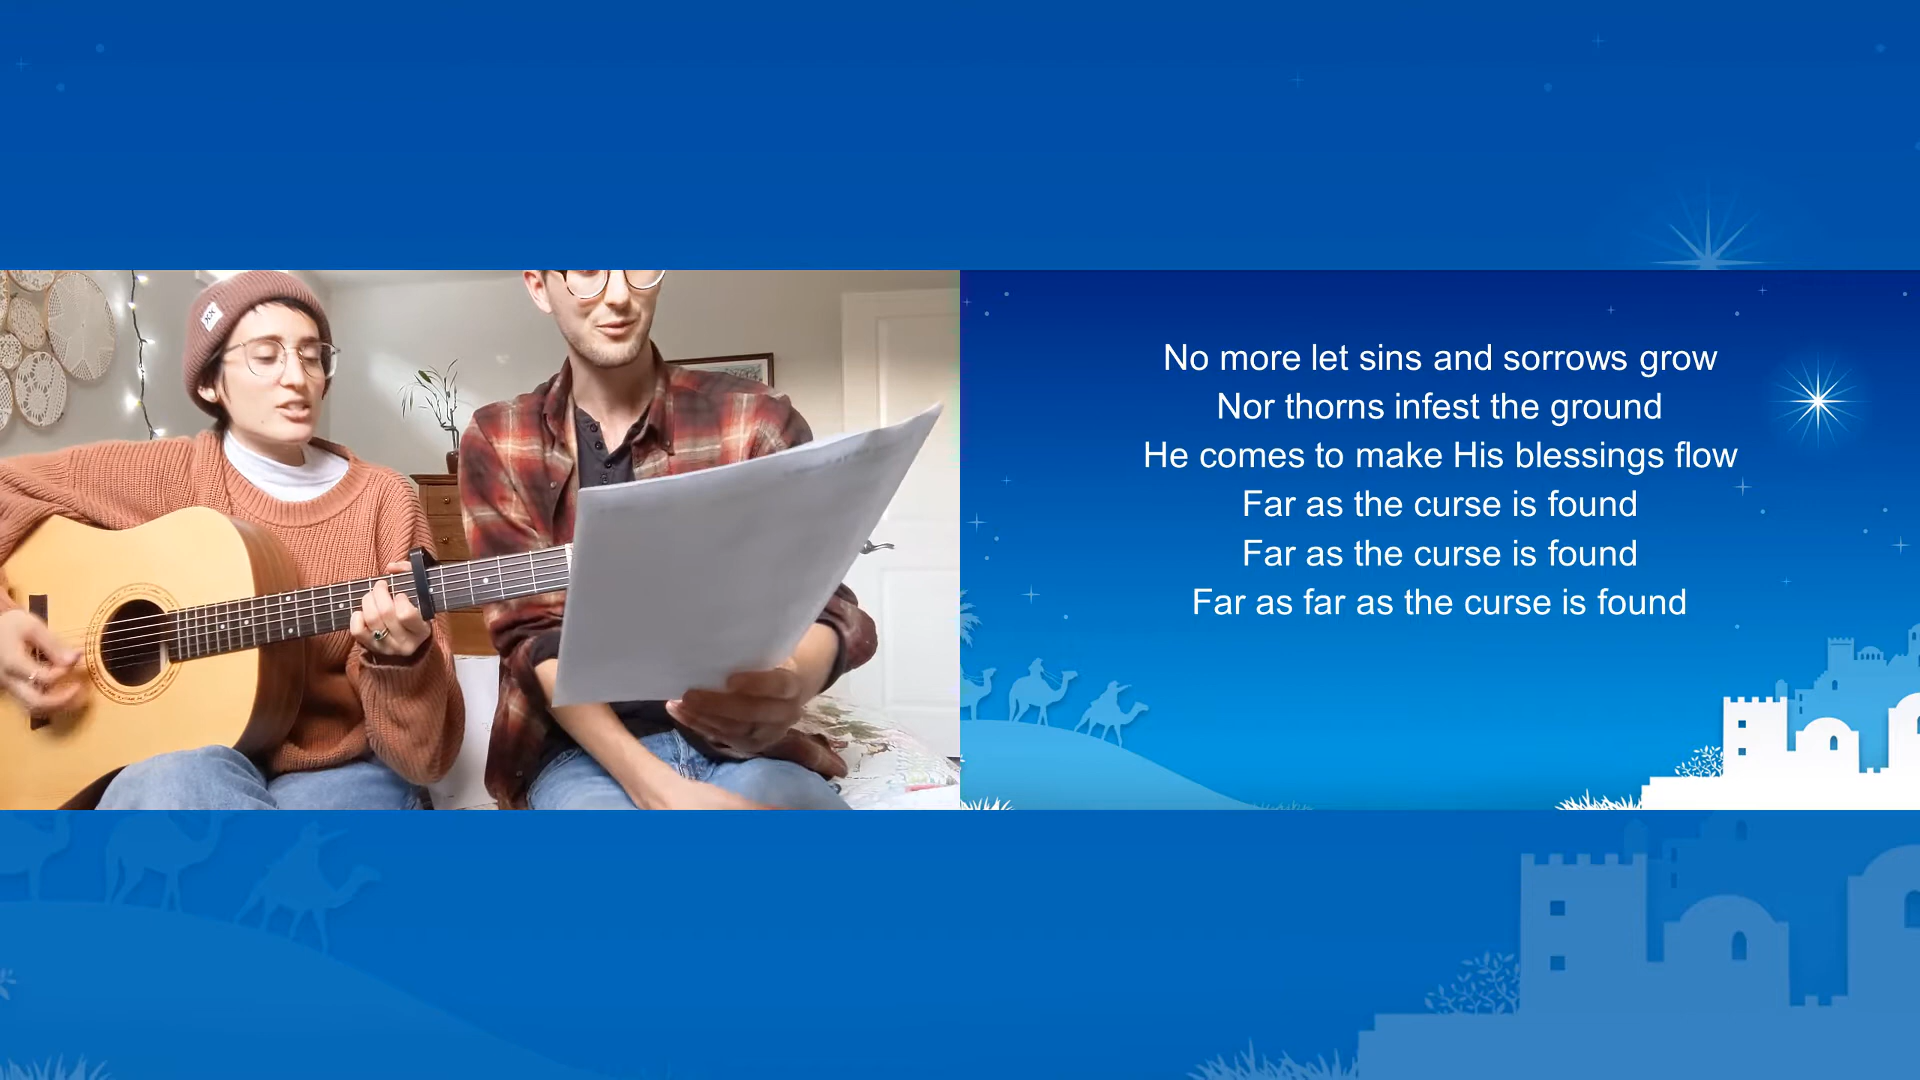 No more let sins and sorrows grow
Nor thorns infest the ground
He comes to make His blessings flow
Far as the curse is found
Far as the curse is found
Far as far as the curse is found